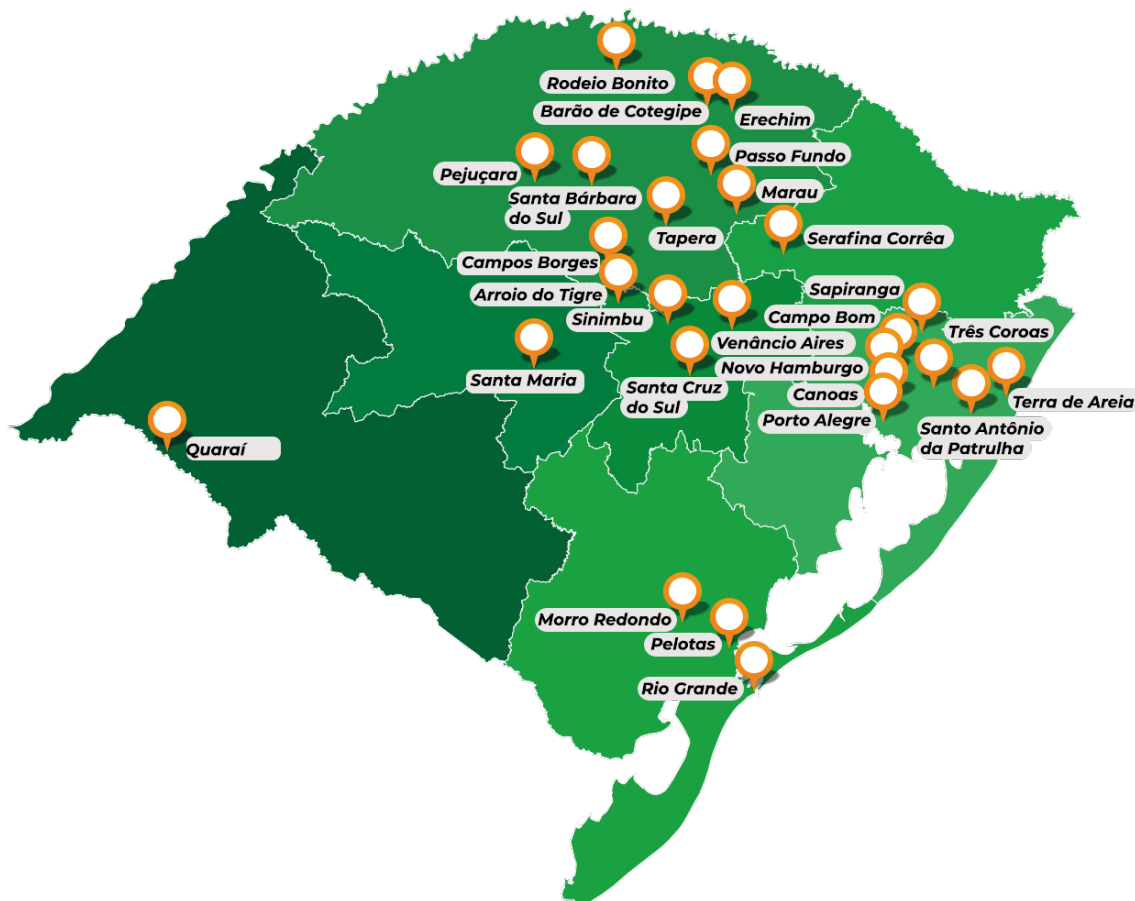 Rodeio Bonito
Barão de Cotegipe
Erechim
Passo Fundo
Pejuçara
Marau
Santa Bárbara
do Sul
Tapera
Serafina Corrêa
Campos Borges
Arroio do Tigre
Sinimbu
Sapiranga
Campo Bom
Três Coroas
Venâncio Aires
Novo Hamburgo
Santa Maria
Santa Cruz
do Sul
Canoas
Terra de Areia
Porto Alegre
Santo Antônio
da Patrulha
Quaraí
Morro Redondo
Pelotas
Rio Grande